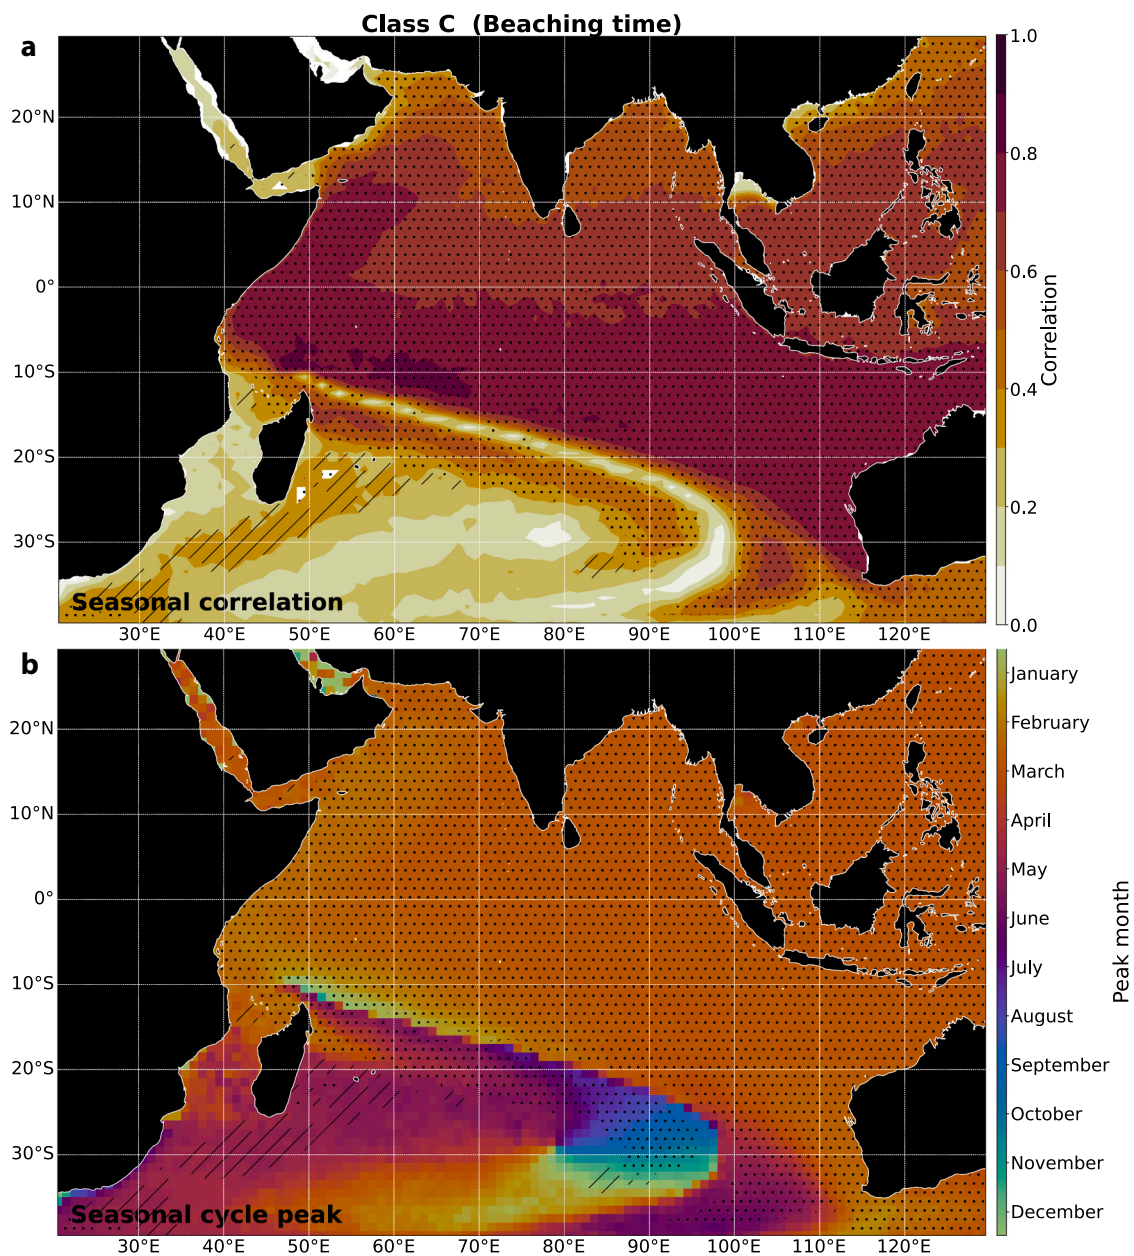 Class C (Beaching time)
a
20°N
10°N
0°
10°S
20°S
30°S
Seasonal correlation
30°E 40°E 50°E 60°E 70°E 80°E 90°E 100°E 110°E 120°E
1.0
0.8
0.6
0.4
0.2
0.0
Correlation
b
20°N
10°N
0°
10°S
20°S
30°S
Seasonal cycle peak
30°E 40°E 50°E 60°E 70°E 80°E 90°E 100°E 110°E 120°E
January
February
March
April
May
June
July
August
September
October
November
December
Peak month